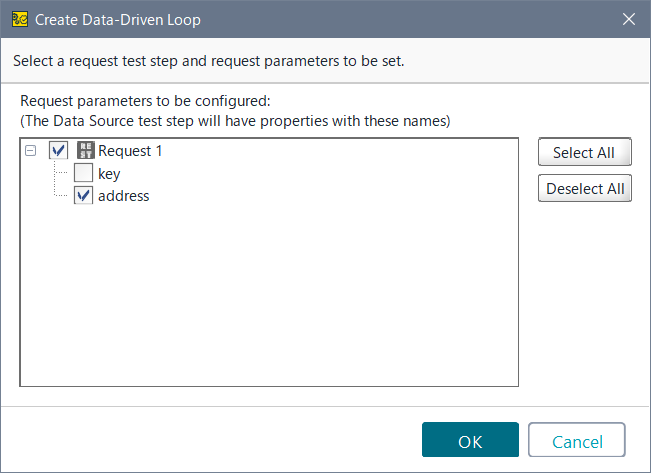 Create Data-Driven Loop
Select a request test step and request parameters to be set.
Request parameters to be configured:
(The Data Source test step will have properties with these names)
RE
ST
Request 1
key
address
Select All
Deselect All
OK
Cancel